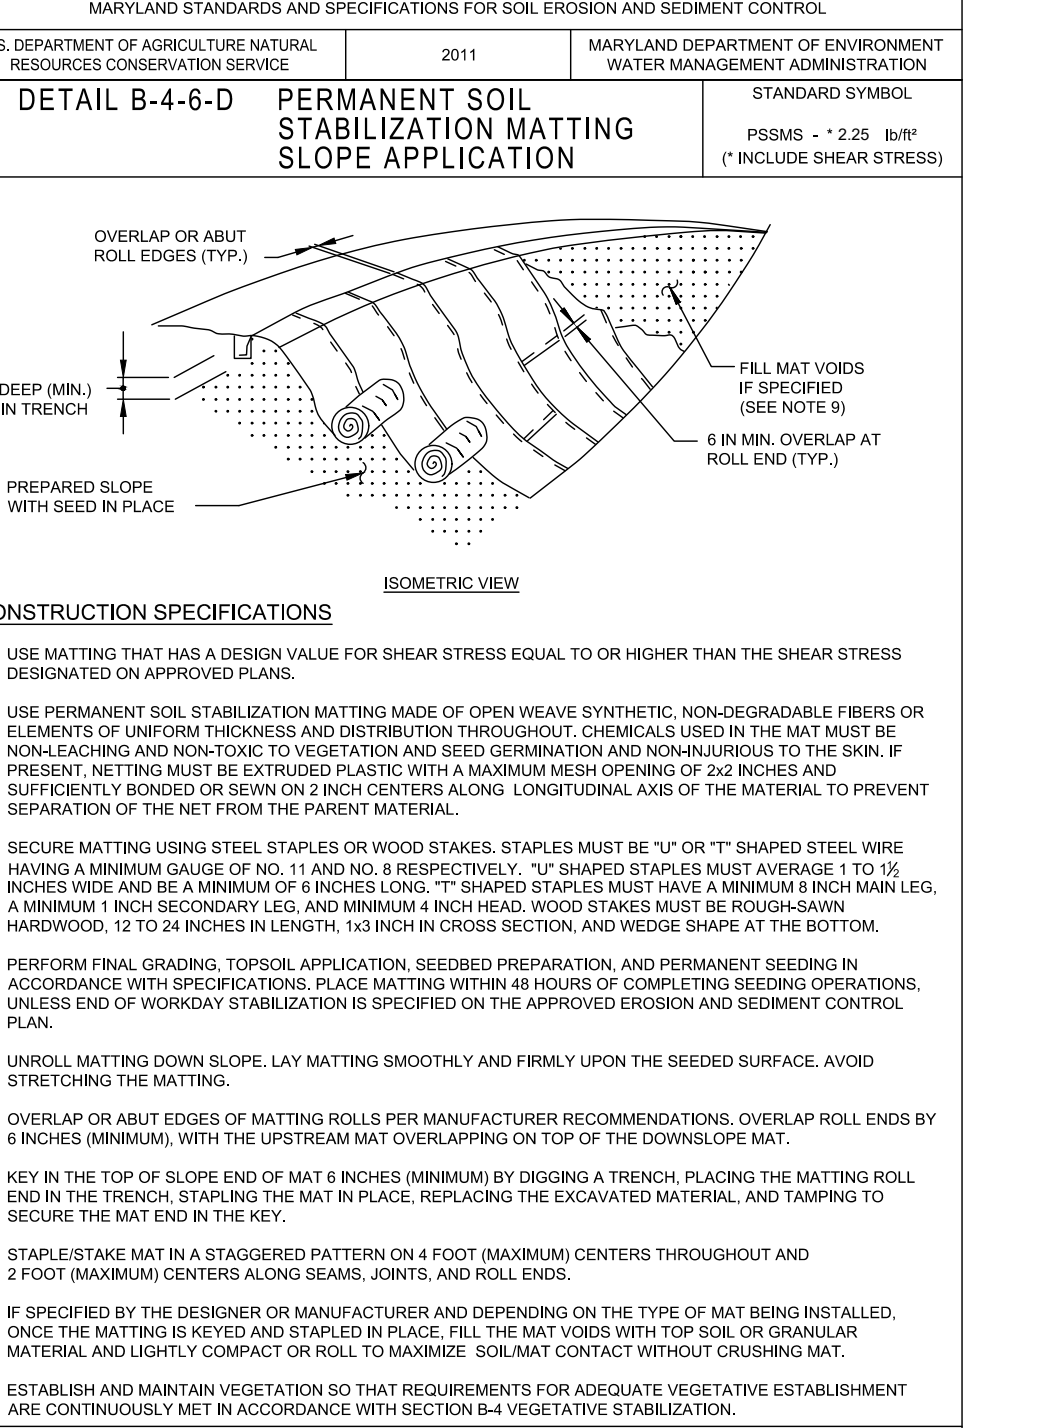 MARYLAND STANDARDS AND SPECIFICATIONS FOR SOIL EROSION AND SEDIMENT CONTROL
S. DEPARTMENT OF AGRICULTURE NATURAL
RESOURCES CONSERVATION SERVICE
2011
MARYLAND DEPARTMENT OF ENVIRONMENT
WATER MANAGEMENT ADMINISTRATION
DETAIL B-4-6-D
PERMANENT SOIL
STABILIZATION MATTING
SLOPE APPLICATION
STANDARD SYMBOL
PSSMS - * 2.25 lb/ft²
(* INCLUDE SHEAR STRESS)
OVERLAP OR ABUT
ROLL EDGES (TYP.)
DEEP (MIN.)
IN TRENCH
FILL MAT VOIDS
IF SPECIFIED
(SEE NOTE 9)
6 IN MIN. OVERLAP AT
ROLL END (TYP.)
PREPARED SLOPE
WITH SEED IN PLACE
ISOMETRIC VIEW
ONSTRUCTION SPECIFICATIONS
USE MATTING THAT HAS A DESIGN VALUE FOR SHEAR STRESS EQUAL TO OR HIGHER THAN THE SHEAR STRESS
DESIGNATED ON APPROVED PLANS.
USE PERMANENT SOIL STABILIZATION MATTING MADE OF OPEN WEAVE SYNTHETIC, NON-DEGRADABLE FIBERS OR
ELEMENTS OF UNIFORM THICKNESS AND DISTRIBUTION THROUGHOUT. CHEMICALS USED IN THE MAT MUST BE
NON-LEACHING AND NON-TOXIC TO VEGETATION AND SEED GERMINATION AND NON-INJURIOUS TO THE SKIN. IF
PRESENT, NETTING MUST BE EXTRUDED PLASTIC WITH A MAXIMUM MESH OPENING OF 2x2 INCHES AND
SUFFICIENTLY BONDED OR SEWN ON 2 INCH CENTERS ALONG LONGITUDINAL AXIS OF THE MATERIAL TO PREVENT
SEPARATION OF THE NET FROM THE PARENT MATERIAL.
SECURE MATTING USING STEEL STAPLES OR WOOD STAKES. STAPLES MUST BE "U" OR "T" SHAPED STEEL WIRE
HAVING A MINIMUM GAUGE OF NO. 11 AND NO. 8 RESPECTIVELY. "U" SHAPED STAPLES MUST AVERAGE 1 TO 1½
INCHES WIDE AND BE A MINIMUM OF 6 INCHES LONG. "T" SHAPED STAPLES MUST HAVE A MINIMUM 8 INCH MAIN LEG,
A MINIMUM 1 INCH SECONDARY LEG, AND MINIMUM 4 INCH HEAD. WOOD STAKES MUST BE ROUGH-SAWN
HARDWOOD, 12 TO 24 INCHES IN LENGTH, 1x3 INCH IN CROSS SECTION, AND WEDGE SHAPE AT THE BOTTOM.
PERFORM FINAL GRADING, TOPSOIL APPLICATION, SEEDBED PREPARATION, AND PERMANENT SEEDING IN
ACCORDANCE WITH SPECIFICATIONS. PLACE MATTING WITHIN 48 HOURS OF COMPLETING SEEDING OPERATIONS,
UNLESS END OF WORKDAY STABILIZATION IS SPECIFIED ON THE APPROVED EROSION AND SEDIMENT CONTROL
PLAN.
UNROLL MATTING DOWN SLOPE. LAY MATTING SMOOTHLY AND FIRMLY UPON THE SEEDED SURFACE. AVOID
STRETCHING THE MATTING.
OVERLAP OR ABUT EDGES OF MATTING ROLLS PER MANUFACTURER RECOMMENDATIONS. OVERLAP ROLL ENDS BY
6 INCHES (MINIMUM), WITH THE UPSTREAM MAT OVERLAPPING ON TOP OF THE DOWNSLOPE MAT.
KEY IN THE TOP OF SLOPE END OF MAT 6 INCHES (MINIMUM) BY DIGGING A TRENCH, PLACING THE MATTING ROLL
END IN THE TRENCH, STAPLING THE MAT IN PLACE, REPLACING THE EXCAVATED MATERIAL, AND TAMPING TO
SECURE THE MAT END IN THE KEY.
STAPLE/STAKE MAT IN A STAGGERED PATTERN ON 4 FOOT (MAXIMUM) CENTERS THROUGHOUT AND
2 FOOT (MAXIMUM) CENTERS ALONG SEAMS, JOINTS, AND ROLL ENDS.
IF SPECIFIED BY THE DESIGNER OR MANUFACTURER AND DEPENDING ON THE TYPE OF MAT BEING INSTALLED,
ONCE THE MATTING IS KEYED AND STAPLED IN PLACE, FILL THE MAT VOIDS WITH TOP SOIL OR GRANULAR
MATERIAL AND LIGHTLY COMPACT OR ROLL TO MAXIMIZE SOIL/MAT CONTACT WITHOUT CRUSHING MAT.
ESTABLISH AND MAINTAIN VEGETATION SO THAT REQUIREMENTS FOR ADEQUATE VEGETATIVE ESTABLISHMENT
ARE CONTINUOUSLY MET IN ACCORDANCE WITH SECTION B-4 VEGETATIVE STABILIZATION.